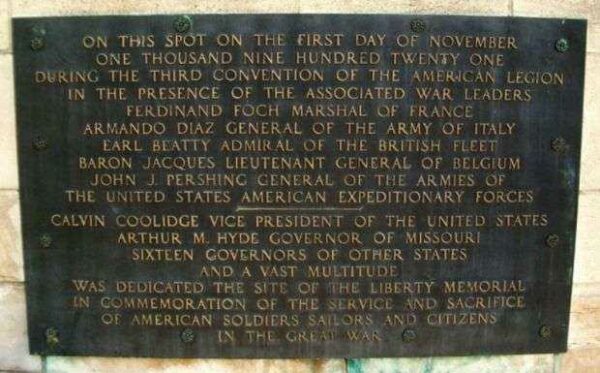 ON THIS SPOT ON THE FIRST DAY OF NOVEMBER
ONE THOUSAND NINE HUNDRED TWENTY ONE
DURING THE THIRD CONVENTION OF THE AMERICAN LEGION
IN THE PRESENCE OF THE ASSOCIATED WAR LEADERS
FERDINAND FOCH MARSHAL OF FRANCE
ARMANDO DIAZ GENERAL OF THE ARMY OF ITALY
EARL BEATTY ADMIRAL OF THE BRITISH FLEET
BARON JACQUES LIEUTENANT GENERAL OF BELGIUM
JOHN J. PERSHING GENERAL OF THE ARMIES OF
THE UNITED STATES AMERICAN EXPEDITIONARY FORCES
CALVIN COOLIDGE VICE PRESIDENT OF THE UNITED STATES
ARTHUR M. HYDE GOVERNOR OF MISSOURI
SIXTEEN GOVERNORS OF OTHER STATES
AND A VAST MULTITUDE
WAS DEDICATED THE SITE OF THE LIBERTY MEMORIAL
IN COMMEMORATION OF THE SERVICE AND SACRIFICE
OF AMERICAN SOLDIERS SAILORS AND CITIZENS
IN THE GREAT WAR